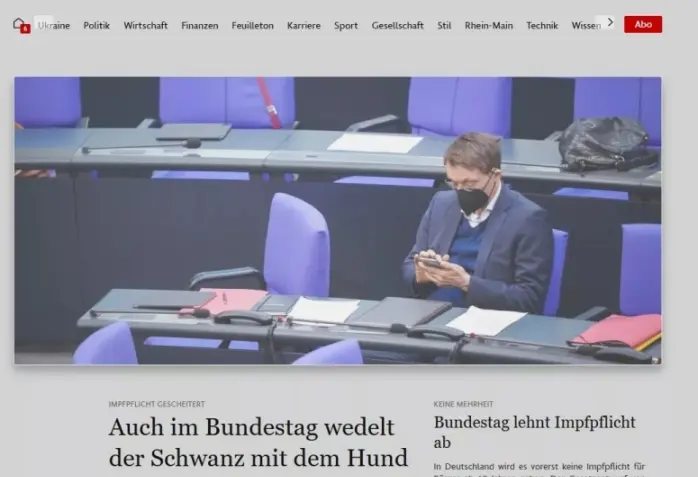 Ukraine Politik Wirtschaft Finanzen Feuilleton Karriere Sport Gesellschaft Stil Rhein-Main Technik Wissen Abo
IMPFPFLICHT GESCHEITERT
Auch im Bundestag wedelt
der Schwanz mit dem Hund
KEINE MEHRHEIT
Bundestag lehnt Impfpflicht
ab
In Deutschland wird es vorerst keine Impfpflicht für